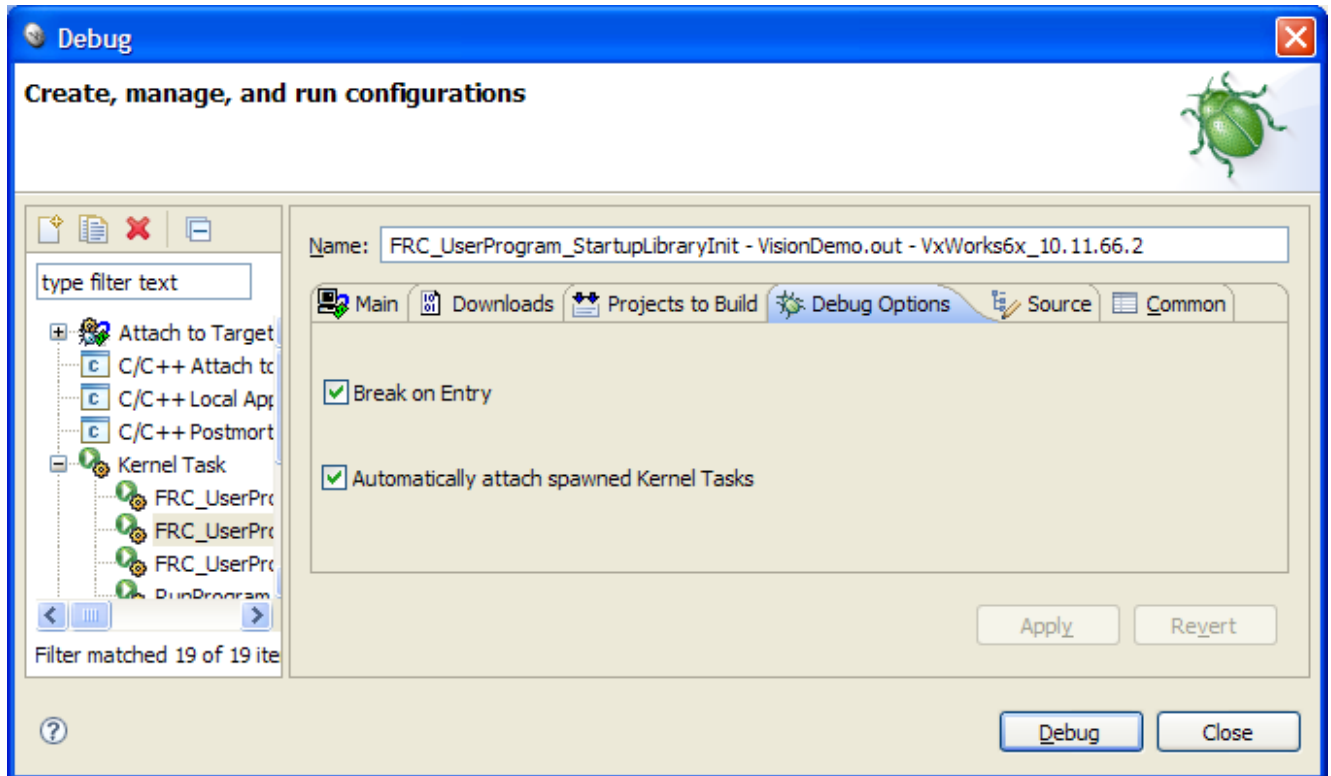 Debug
Create, manage, and run configurations
type filter text
Attach to Target
C/C++ Attach to
C/C++ Local App
C/C++ Postmort
Kernel Task
FRC_UserPro
FRC_UserPro
FRC_UserPro
RunProgram
Filter matched 19 of 19 ite
Name: FRC_UserProgram_StartupLibraryInit - VisionDemo.out - VxWorks6x_10.11.66.2
Main Downloads Projects to Build Debug Options Source Common
Break on Entry
Automatically attach spawned Kernel Tasks
Apply Revert
? Debug Close